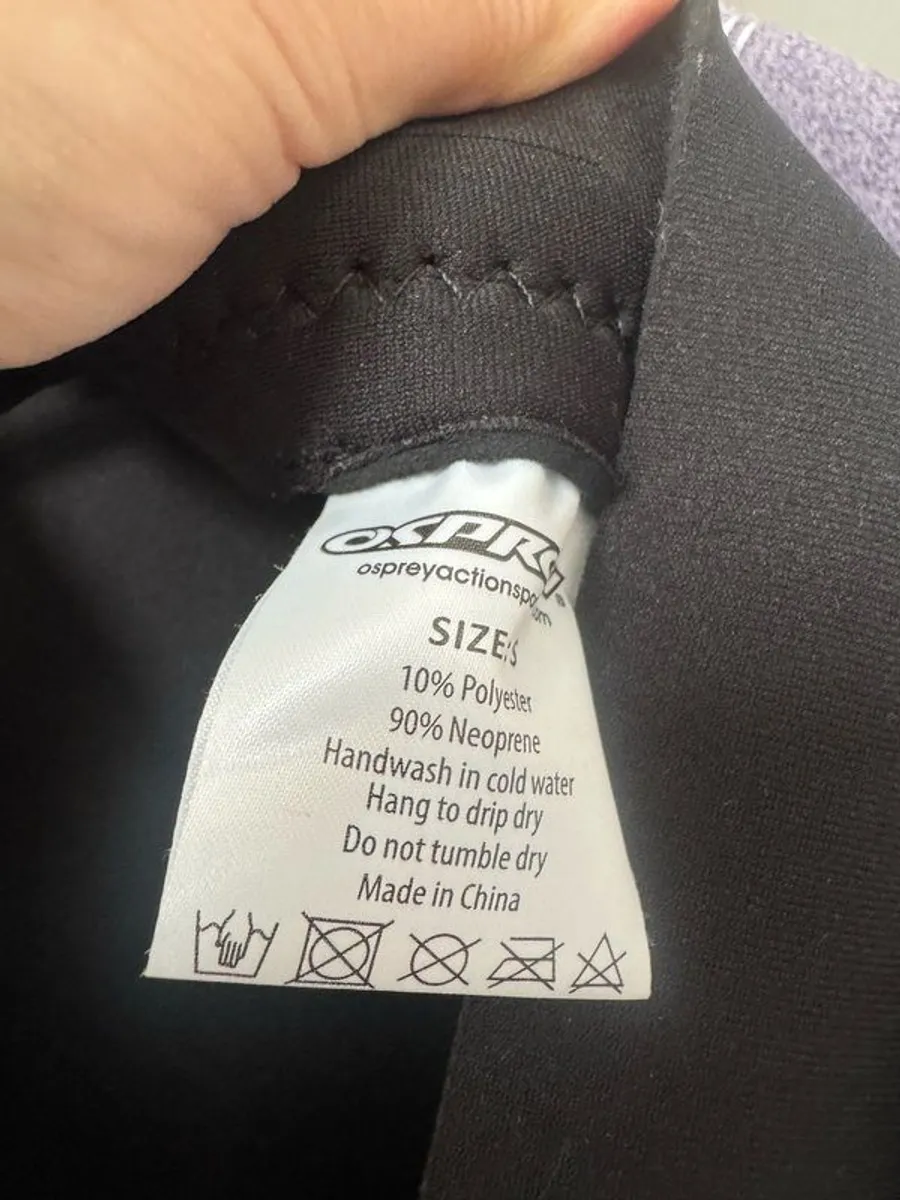 OSPREY
ospreyactionsp
SIZE:S
10% Polyester
90% Neoprene
Handwash in cold water
Hang to drip dry
Do not tumble dry
Made in China